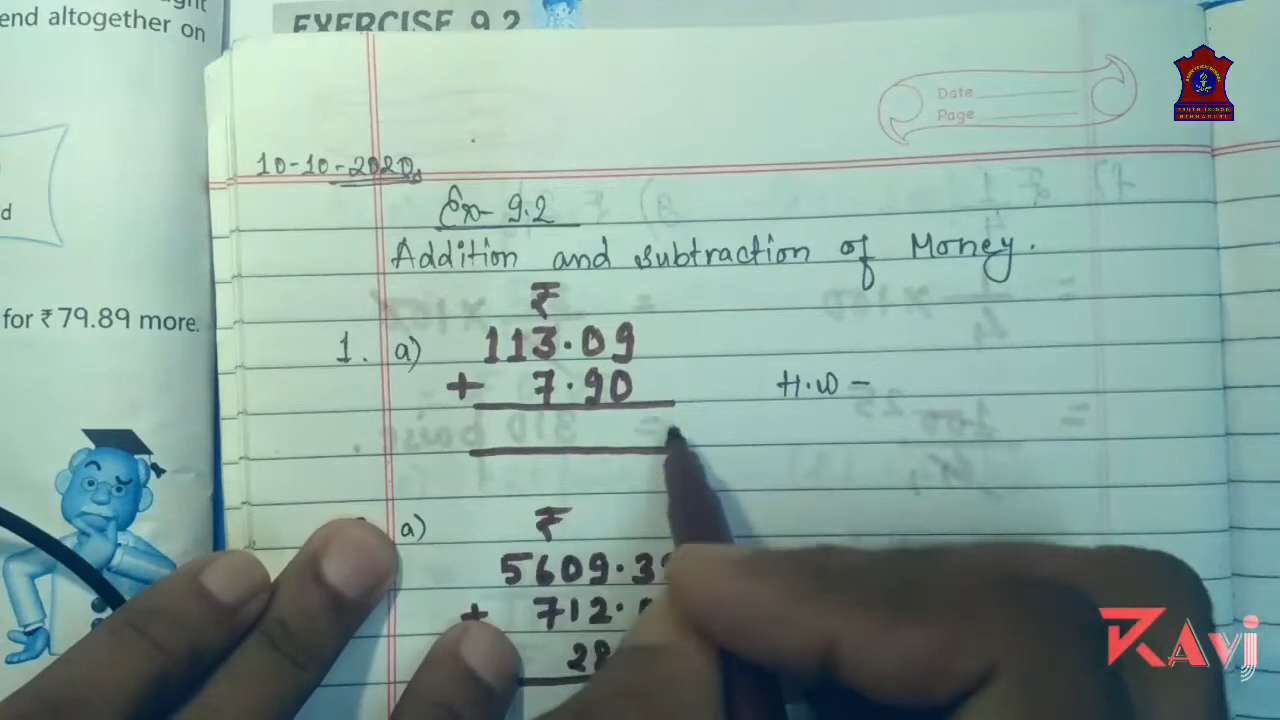 end altogether on
d
for ₹ 79.89 more.
EXERCISE 9.2
Date
Page
10-10-2020.
Ex- 9.2
Addition and subtraction of Money.
₹
1. a) 113.09
+ 7.90
H.W -
a) ₹
5609.3
+ 712.
28
RAvj